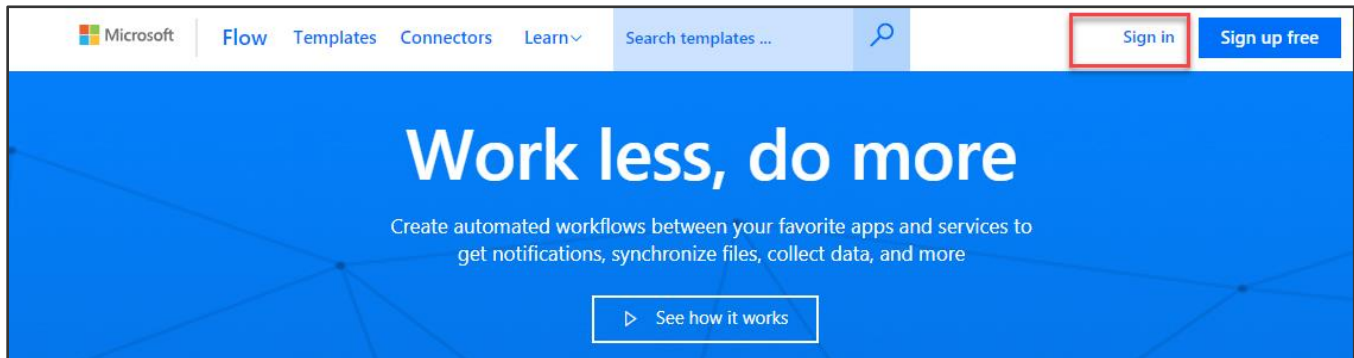 Microsoft Flow Templates Connectors Learn Search templates ... Sign in Sign up free
Work less, do more
Create automated workflows between your favorite apps and services to
get notifications, synchronize files, collect data, and more
See how it works